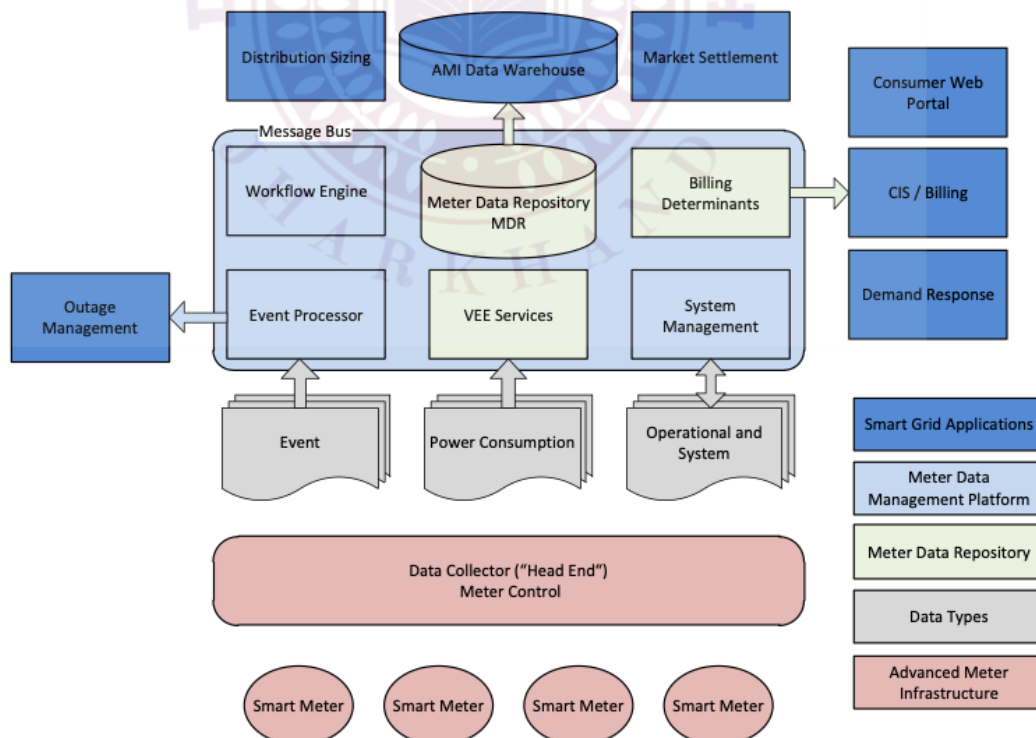 Distribution Sizing
AMI Data Warehouse
Market Settlement
Consumer Web
Portal
Message Bus
Workflow Engine
Meter Data Repository
MDR
Billing
Determinants
CIS / Billing
Outage
Management
Event Processor
VEE Services
System
Management
Demand Response
Event
Power Consumption
Operational and
System
Smart Grid Applications
Meter Data
Management Platform
Meter Data Repository
Data Collector (“Head End“)
Meter Control
Data Types
Advanced Meter
Infrastructure
Smart Meter
Smart Meter
Smart Meter
Smart Meter
JHARKHAND